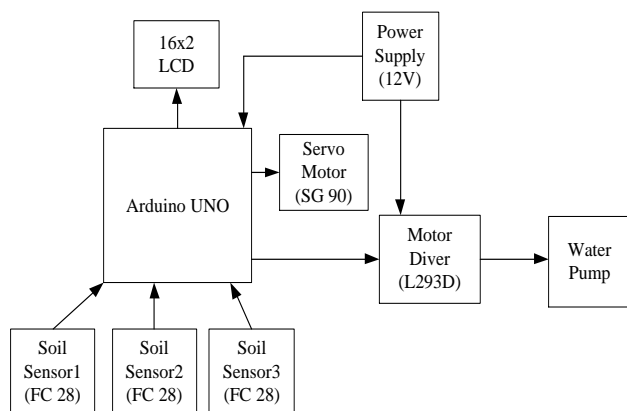 16x2
LCD
Power
Supply
(12V)
Arduino UNO
Servo
Motor
(SG 90)
Motor
Diver
(L293D)
Water
Pump
Soil
Sensor1
(FC 28)
Soil
Sensor2
(FC 28)
Soil
Sensor3
(FC 28)